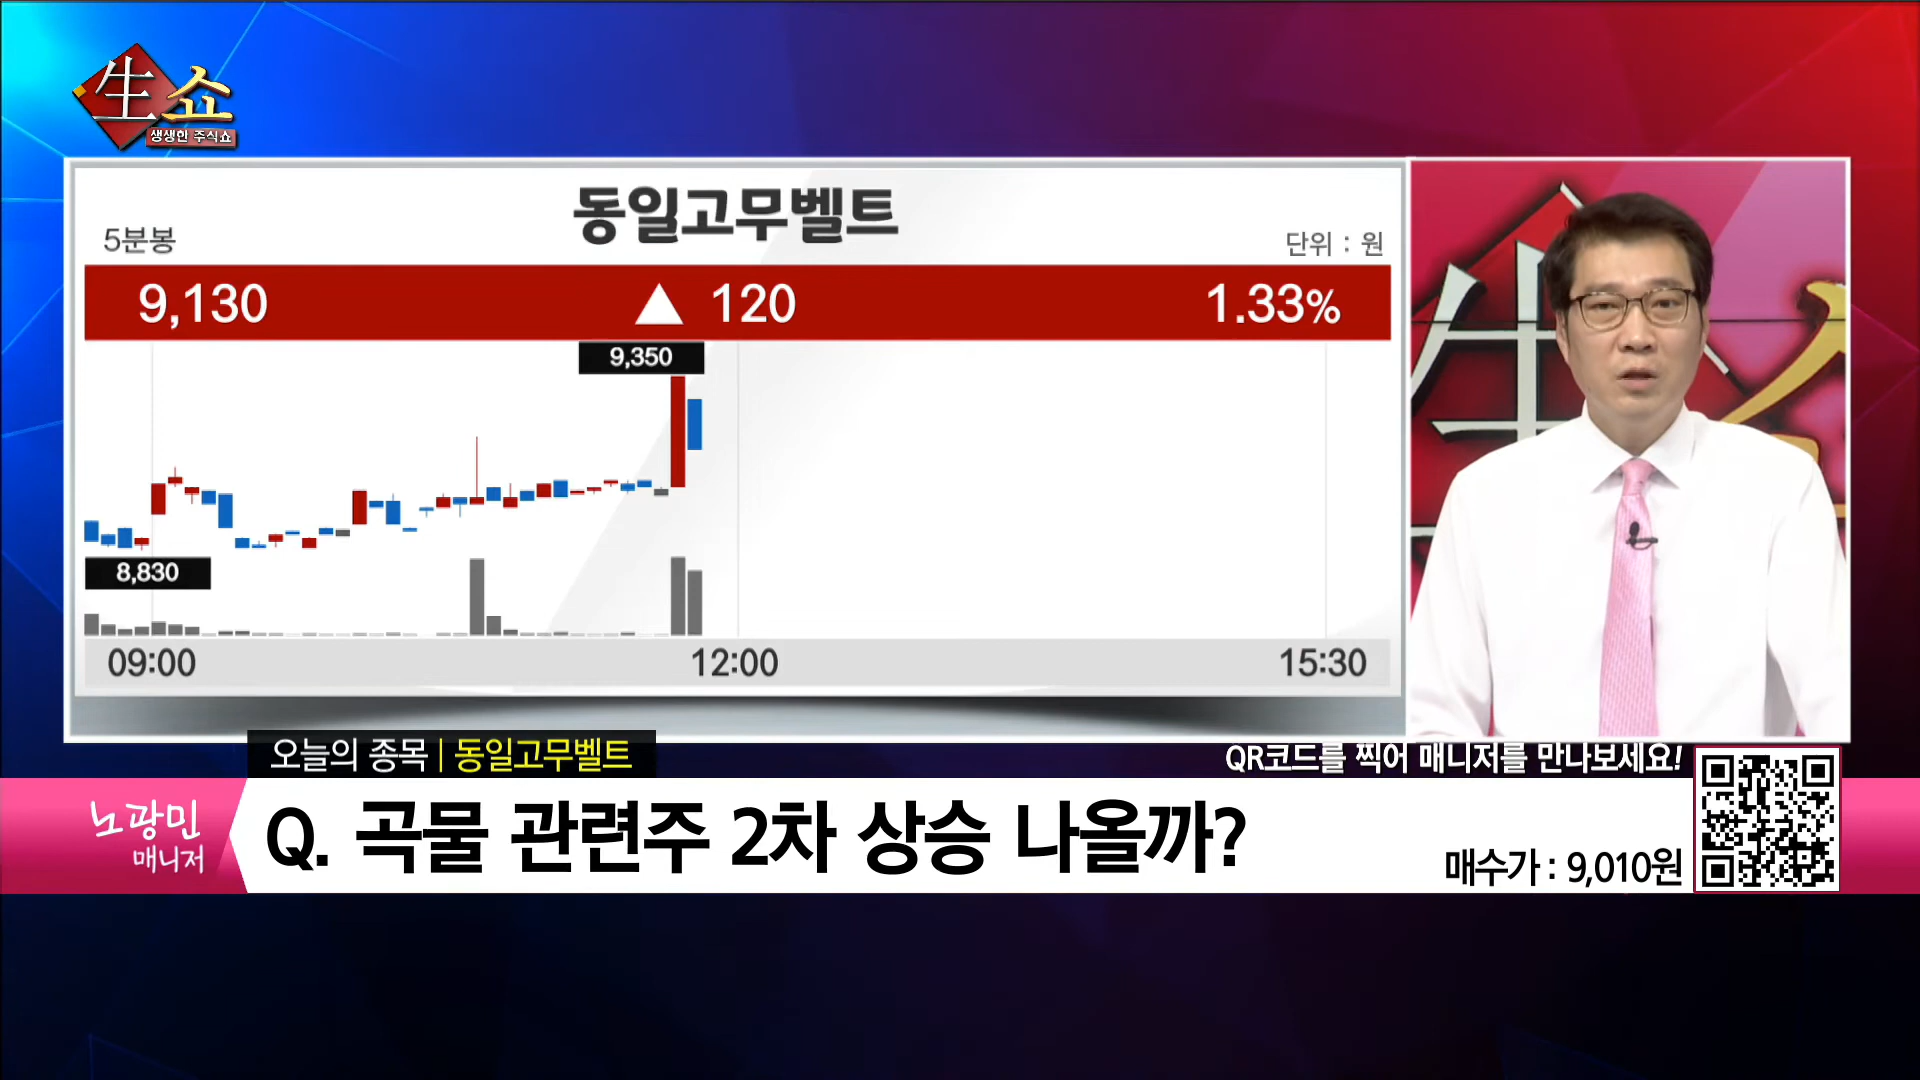 生쇼
생생한 주식쇼
동일고무벨트
5분봉
단위 : 원
9,130 ▲ 120 1.33%
9,350
8,830
09:00 12:00 15:30
生쇼
오늘의 종목 | 동일고무벨트
QR코드를 찍어 매니저를 만나보세요!
노광민
매니저
Q. 곡물 관련주 2차 상승 나올까?
매수가 : 9,010원